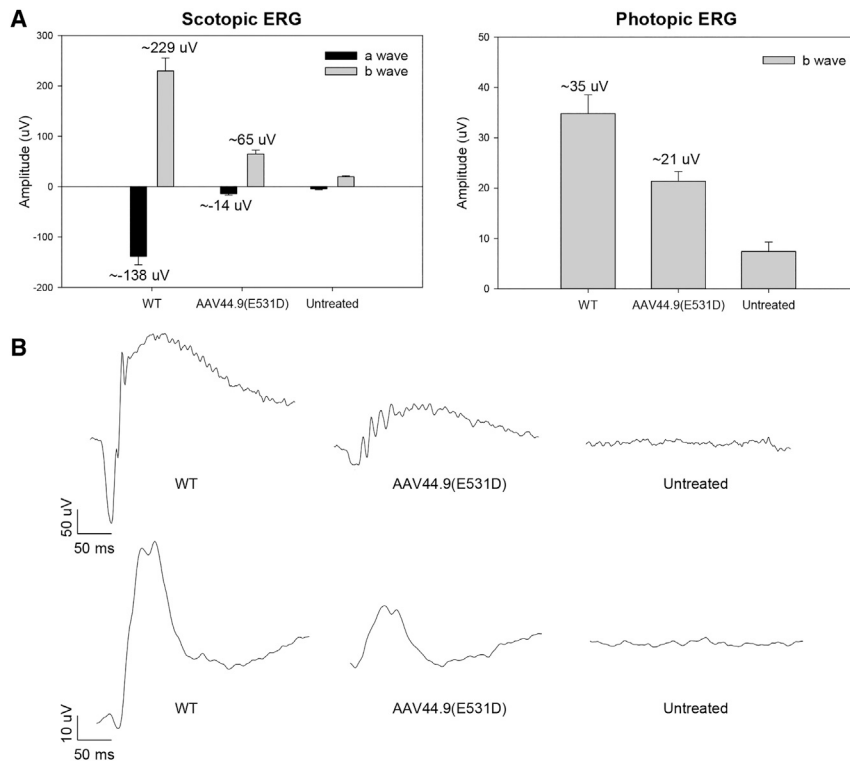 A
Scotopic ERG
300
200
100
0
-100
-200
Amplitude (uV)
~229 uV
~65 uV
~-14 uV
~-138 uV
a wave
b wave
WT
AAV44.9(E531D)
Untreated
Photopic ERG
50
40
30
20
10
0
Amplitude (uV)
~35 uV
~21 uV
b wave
WT
AAV44.9(E531D)
Untreated
B
WT
AAV44.9(E531D)
Untreated
50 uV
50 ms
WT
AAV44.9(E531D)
Untreated
10 uV
50 ms